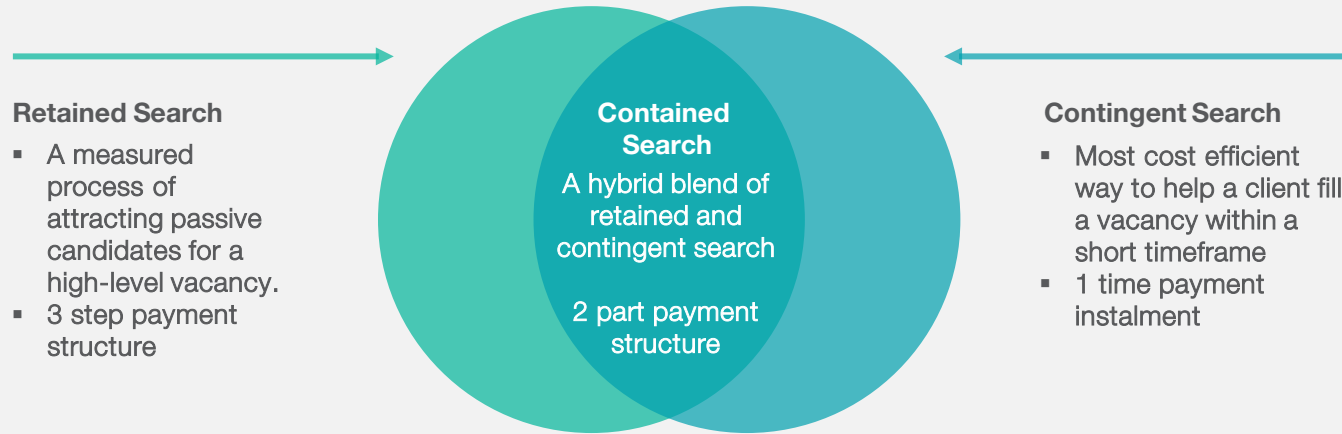 Retained Search
▪ A measured
process of
attracting passive
candidates for a
high-level vacancy.
▪ 3 step payment
structure
Contained
Search
A hybrid blend of
retained and
contingent search
2 part payment
structure
Contingent Search
▪ Most cost efficient
way to help a client fill
a vacancy within a
short timeframe
▪ 1 time payment
instalment